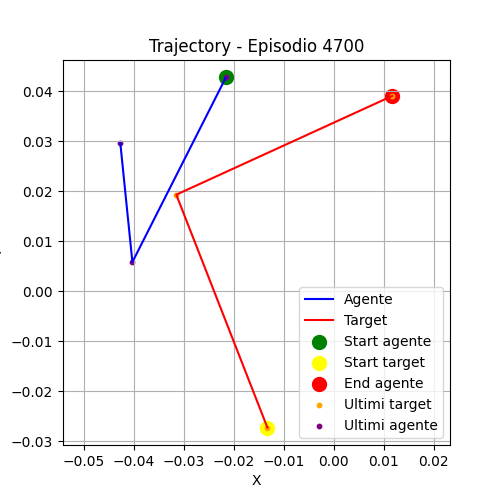 Trajectory - Episodio 4700
0.04
0.03
0.02
0.01
0.00
−0.01
−0.02
−0.03
−0.05 −0.04 −0.03 −0.02 −0.01 0.00 0.01 0.02
X
Agente
Target
Start agente
Start target
End agente
Ultimi target
Ultimi agente